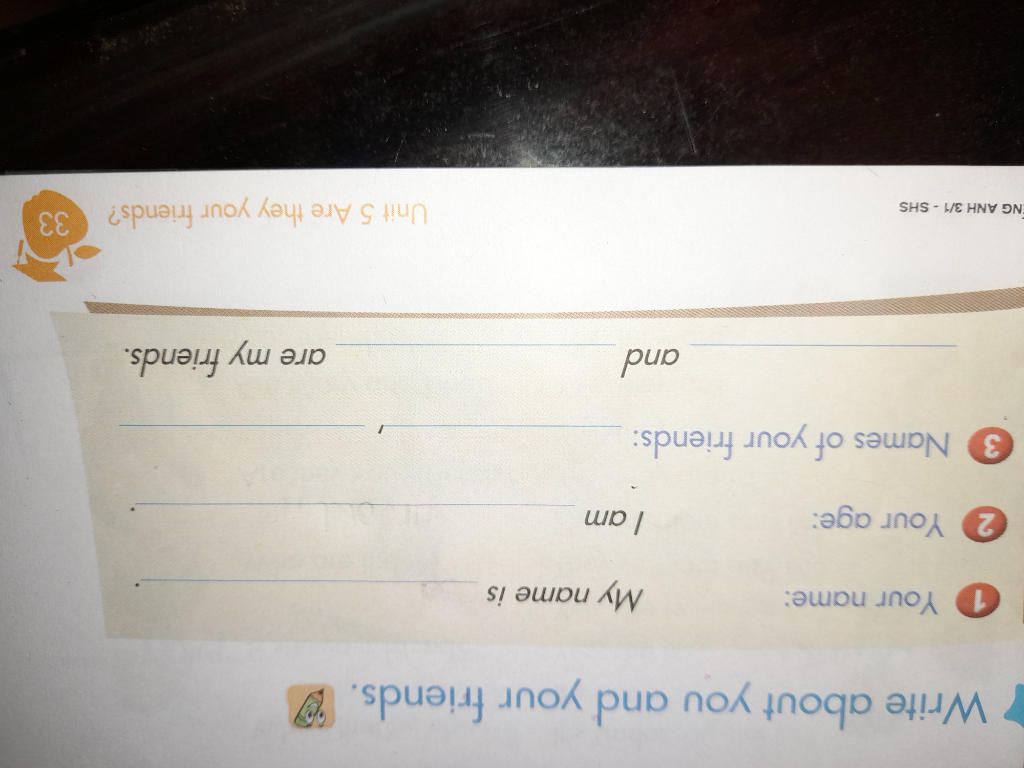 Write about you and your friends.
1 Your name: My name is .
2 Your age: I am .
3 Names of your friends: ,
and are my friends.
ENG ANH 3/1 - SHS
Unit 5 Are they your friends? 33